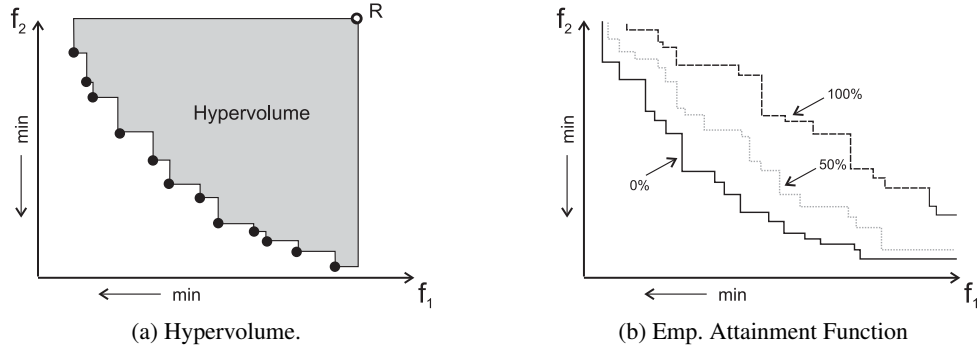 f2
R
Hypervolume
min
min
f1
(a) Hypervolume.
f2
100%
min
50%
0%
min
f1
(b) Emp. Attainment Function